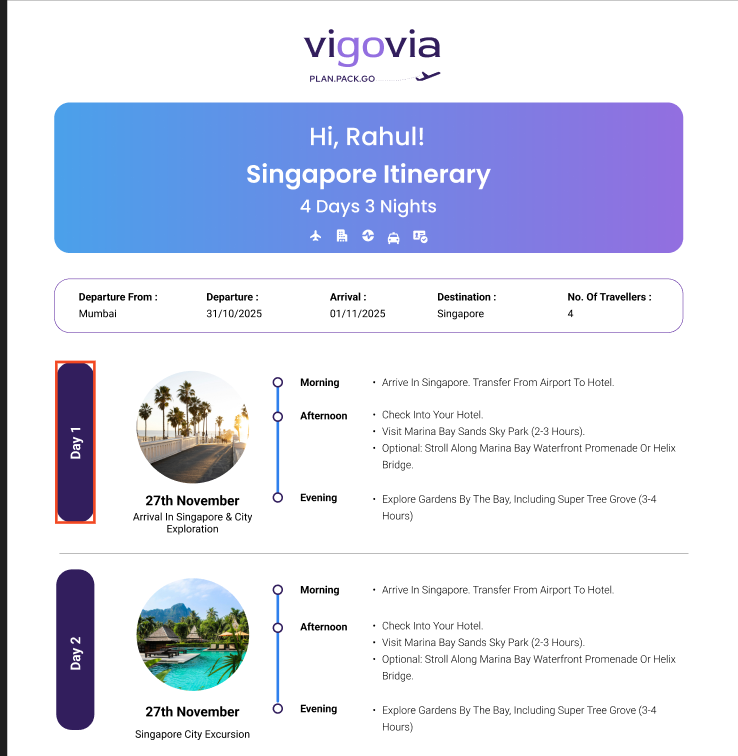 vigovia
PLAN.PACK.GO
Hi, Rahul!
Singapore Itinerary
4 Days 3 Nights
Departure From :
Mumbai
Departure :
31/10/2025
Arrival :
01/11/2025
Destination :
Singapore
No. Of Travellers :
4
Day 1
27th November
Arrival In Singapore & City
Exploration
Morning
• Arrive In Singapore. Transfer From Airport To Hotel.
Afternoon
• Check Into Your Hotel.
• Visit Marina Bay Sands Sky Park (2-3 Hours).
• Optional: Stroll Along Marina Bay Waterfront Promenade Or Helix
Bridge.
Evening
• Explore Gardens By The Bay, Including Super Tree Grove (3-4
Hours)
Day 2
27th November
Singapore City Excursion
Morning
• Arrive In Singapore. Transfer From Airport To Hotel.
Afternoon
• Check Into Your Hotel.
• Visit Marina Bay Sands Sky Park (2-3 Hours).
• Optional: Stroll Along Marina Bay Waterfront Promenade Or Helix
Bridge.
Evening
• Explore Gardens By The Bay, Including Super Tree Grove (3-4
Hours)